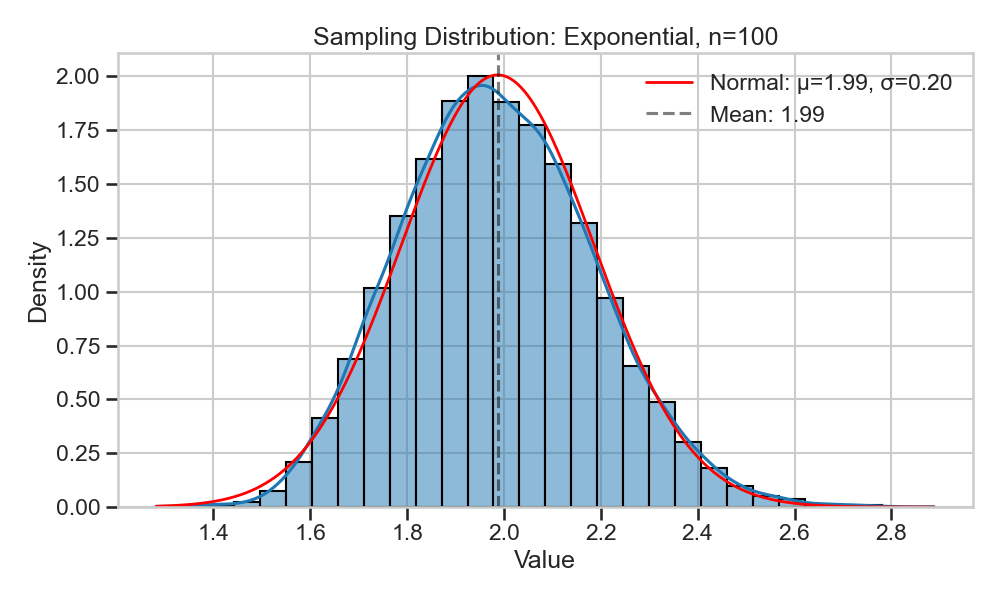 Sampling Distribution: Exponential, n=100
Normal: μ=1.99, σ=0.20
Mean: 1.99
Density
2.00
1.75
1.50
1.25
1.00
0.75
0.50
0.25
0.00
1.4 1.6 1.8 2.0 2.2 2.4 2.6 2.8
Value